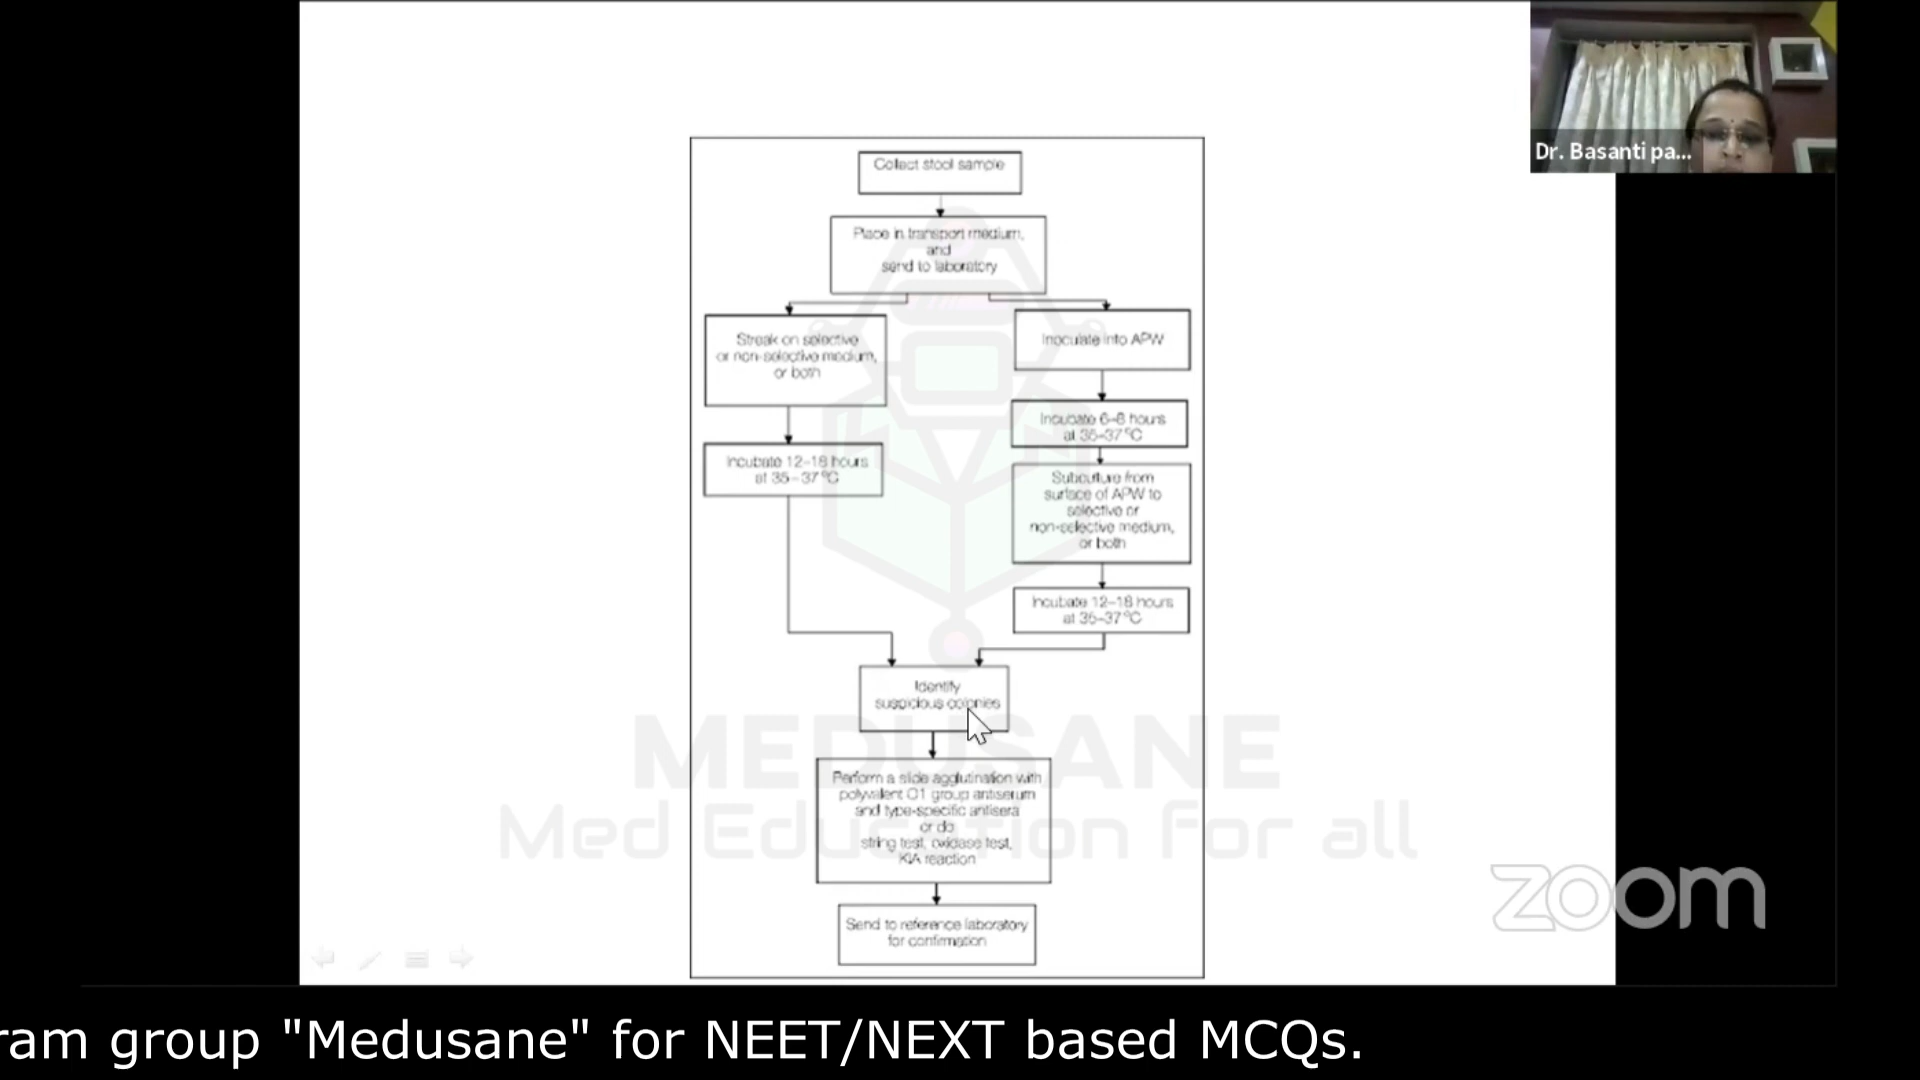 Dr. Basanti pa...
Collect stool sample
Place in transport medium,
and
send to laboratory
Streak on selective
or non-selective medium,
or both
Inoculate into APW
Incubate 6–8 hours
at 35–37 °C
Incubate 12–18 hours
at 35–37 °C
Subculture from
surface of APW to
selective or
non-selective medium,
or both
Incubate 12–18 hours
at 35–37 °C
Identify
suspicious colonies
Perform a slide agglutination with
polyvalent O1 group antiserum
and type-specific antisera
or do
string test, oxidase test,
KIA reaction
Send to reference laboratory
for confirmation
MEDUSANE
Med Education for all
zoom
ram group "Medusane" for NEET/NEXT based MCQs.